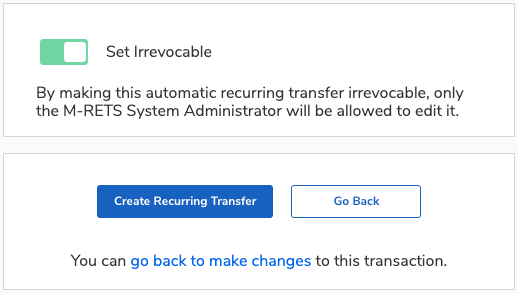 Set Irrevocable
By making this automatic recurring transfer irrevocable, only
the M-RETS System Administrator will be allowed to edit it.
Create Recurring Transfer
Go Back
You can go back to make changes to this transaction.